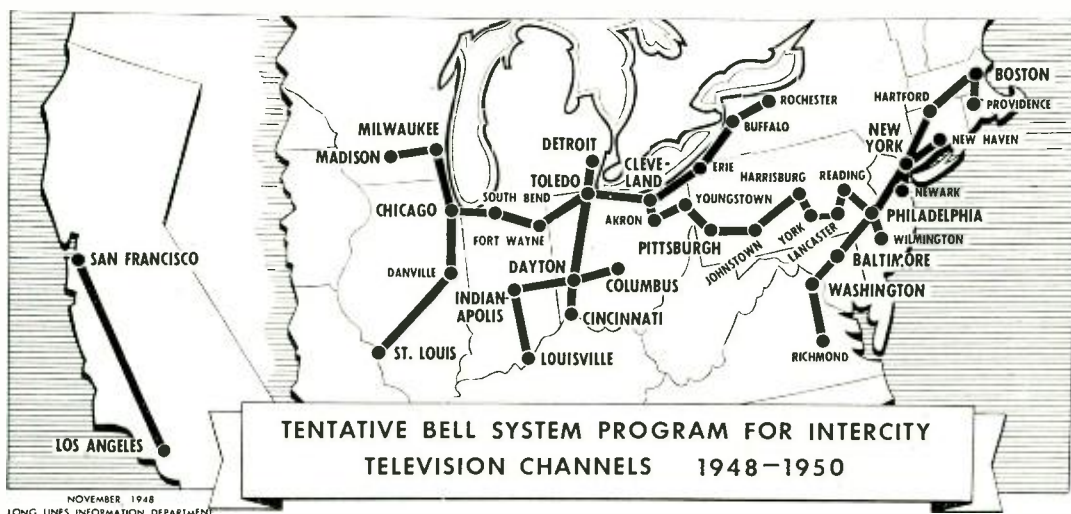 BOSTON
ROCHESTER
HARTFORD
PROVIDENCE
BUFFALO
MILWAUKEE
DETROIT
NEW
YORK
NEW HAVEN
MADISON
CLEVE-
LAND
ERIE
HARRISBURG
READING
TOLEDO
SOUTH BEND
YOUNGSTOWN
NEWARK
CHICAGO
AKRON
PHILADELPHIA
FORT WAYNE
PITTSBURGH
JOHNSTOWN
YORK
LANCASTER
WILMINGTON
SAN FRANCISCO
DANVILLE
DAYTON
BALTIMORE
COLUMBUS
WASHINGTON
INDIAN-
APOLIS
CINCINNATI
ST. LOUIS
LOUISVILLE
RICHMOND
LOS ANGELES
TENTATIVE BELL SYSTEM PROGRAM FOR INTERCITY
TELEVISION CHANNELS 1948-1950
NOVEMBER 1948
LONG LINES INFORMATION DEPARTMENT